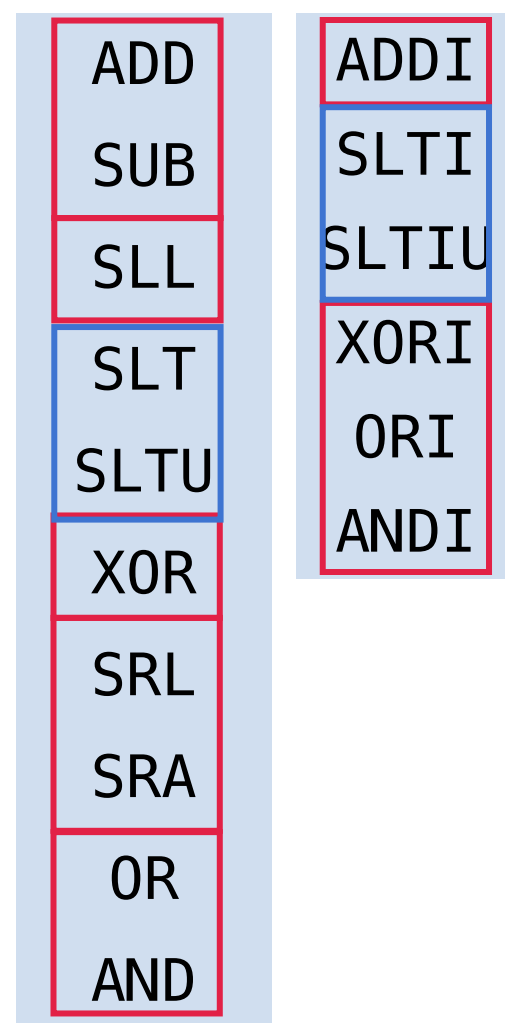 ADD
SUB
SLL
SLT
SLTU
XOR
SRL
SRA
OR
AND
ADDI
SLTI
SLTIU
XORI
ORI
ANDI